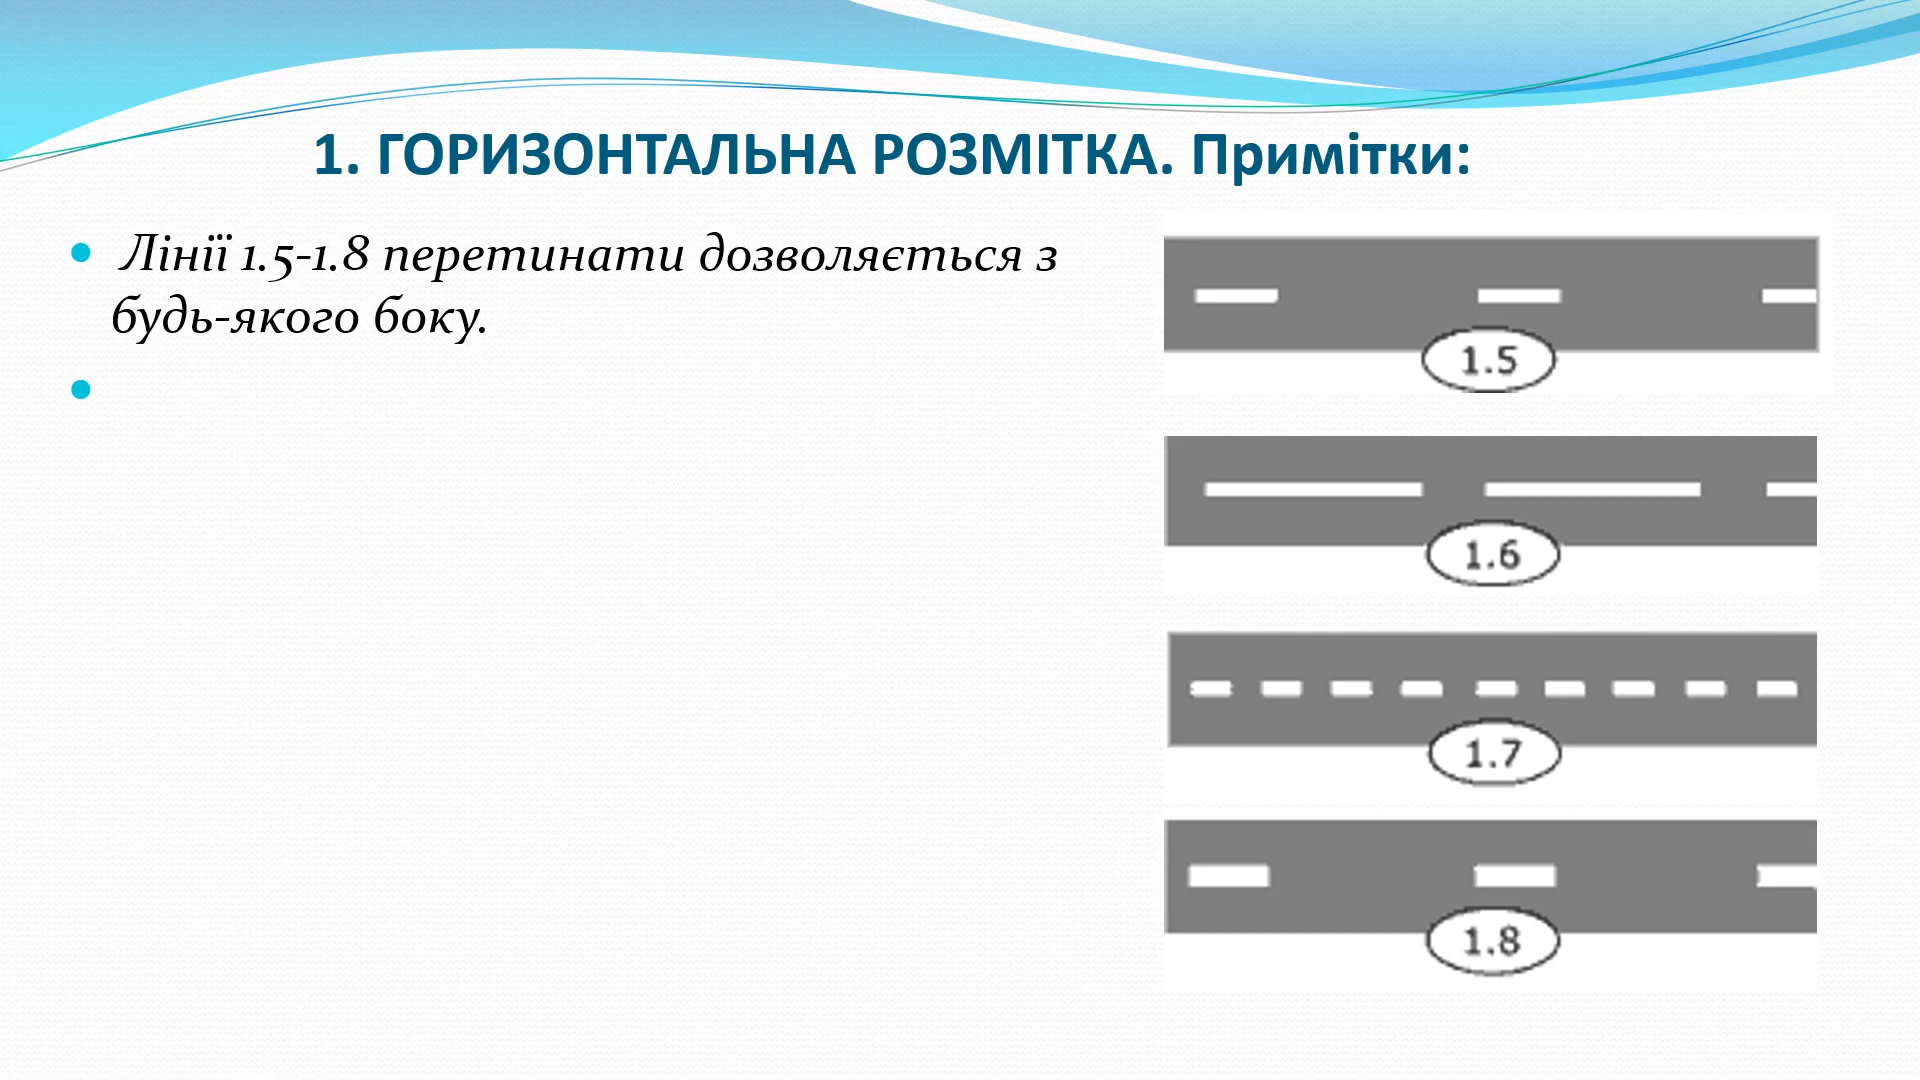 1. ГОРИЗОНТАЛЬНА РОЗМІТКА. Примітки:
Лінії 1.5-1.8 перетинати дозволяється з
будь-якого боку.
1.5
1.6
1.7
1.8